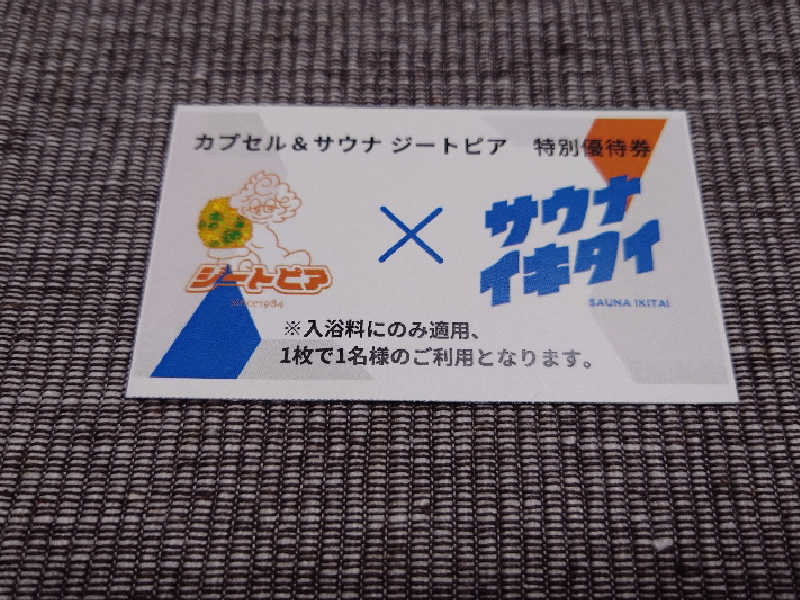 カプセル＆サウナ ジートピア　特別優待券
ジートピア
SINCE1984
×
サウナ
イキタイ
SAUNA IKITAI
※入浴料にのみ適用、
1枚で1名様のご利用となります。